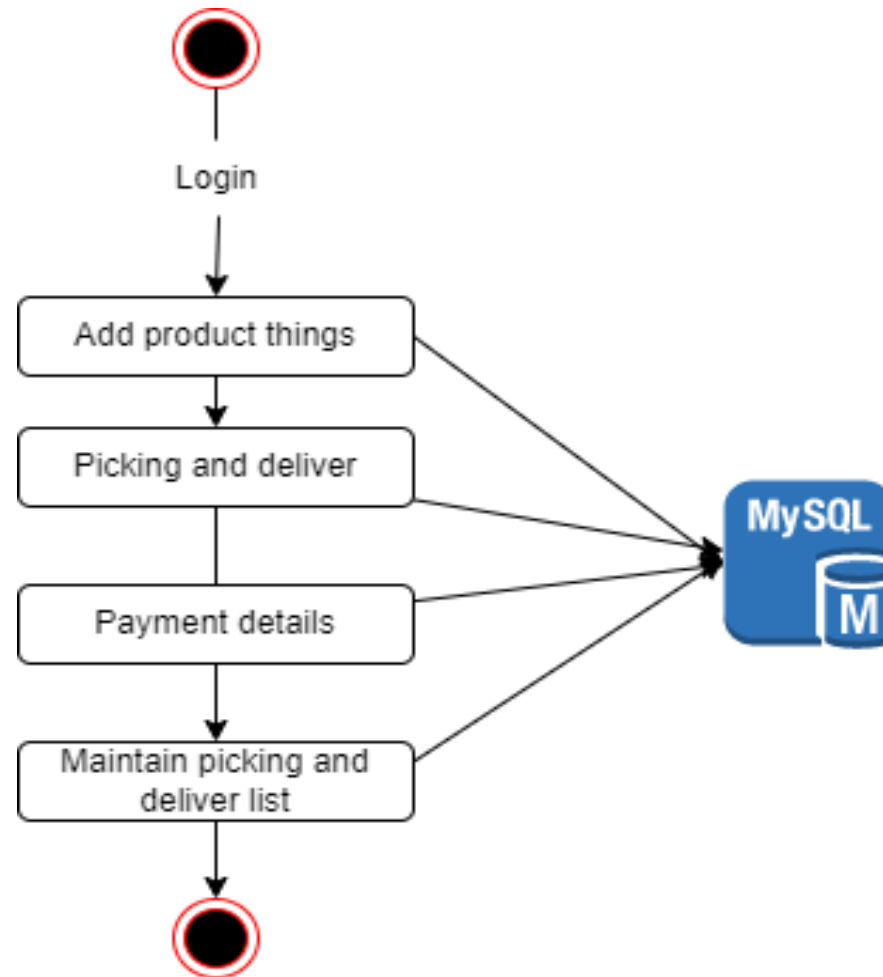 Login
Add product things
Picking and deliver
MySQL
Payment details
M
Maintain picking and
deliver list